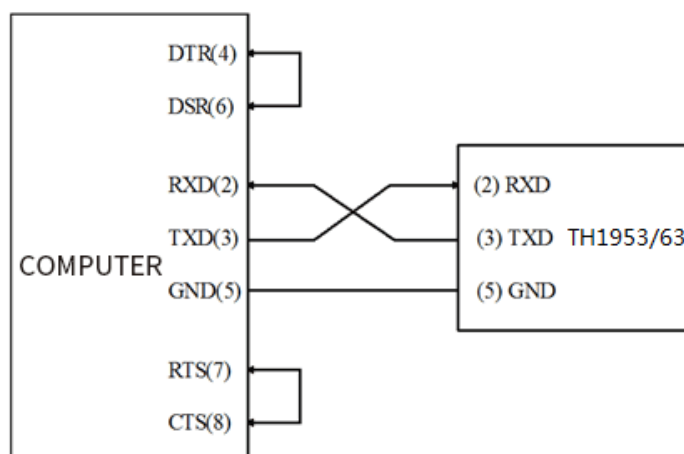 DTR(4)
DSR(6)
RXD(2)
(2) RXD
TXD(3)
(3) TXD TH1953/63
COMPUTER
GND(5)
(5) GND
RTS(7)
CTS(8)